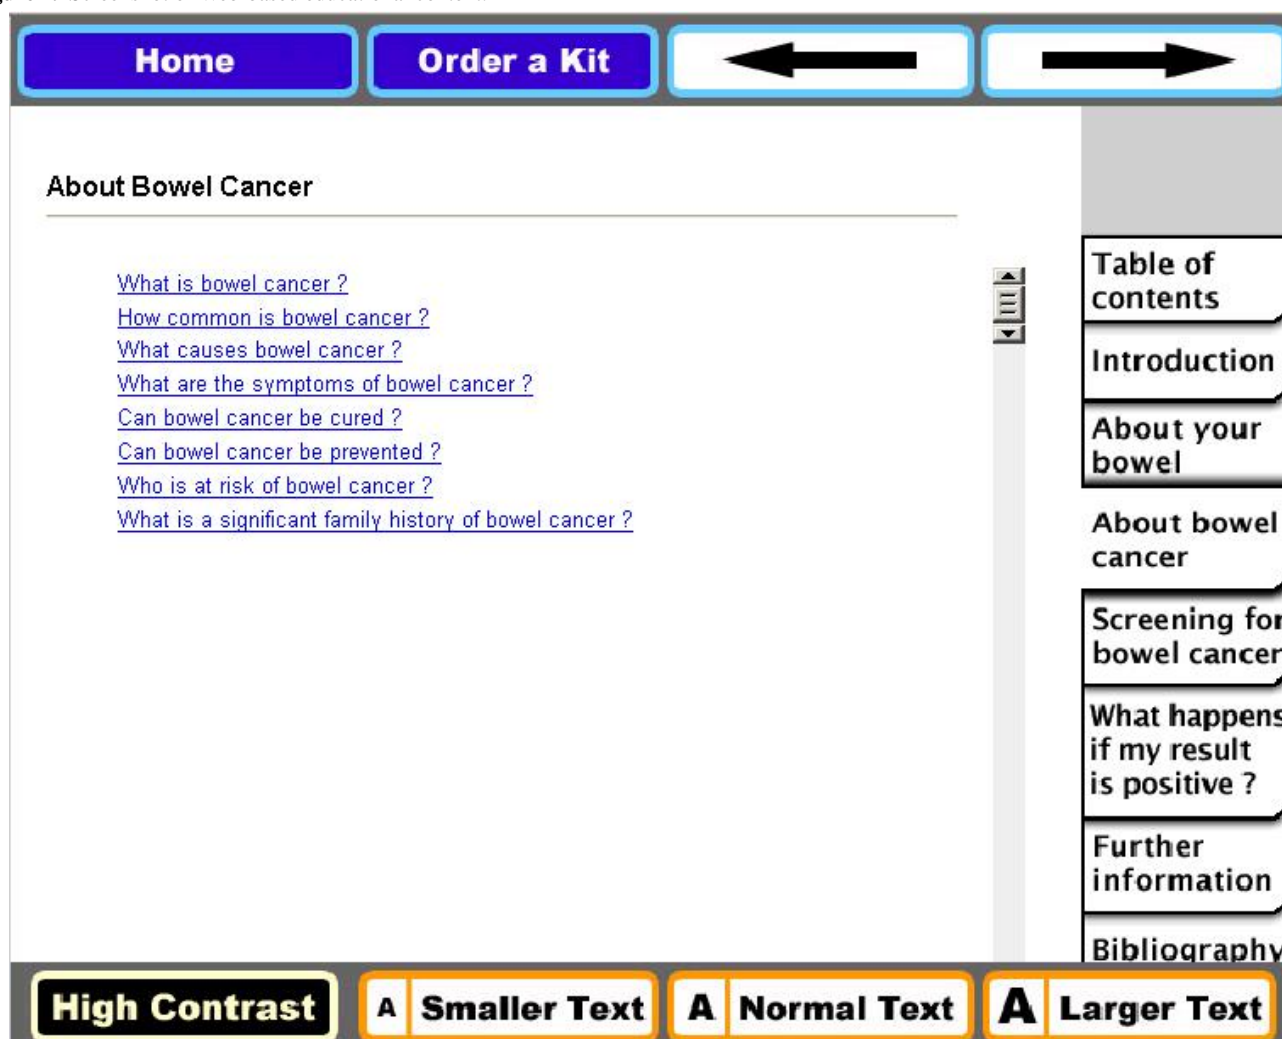 Home
Order a Kit
About Bowel Cancer
What is bowel cancer ?
How common is bowel cancer ?
What causes bowel cancer ?
What are the symptoms of bowel cancer ?
Can bowel cancer be cured ?
Can bowel cancer be prevented ?
Who is at risk of bowel cancer ?
What is a significant family history of bowel cancer ?
Table of
contents
Introduction
About your
bowel
About bowel
cancer
Screening for
bowel cancer
What happens
if my result
is positive ?
Further
information
Bibliography
High Contrast
A Smaller Text
A Normal Text
A Larger Text